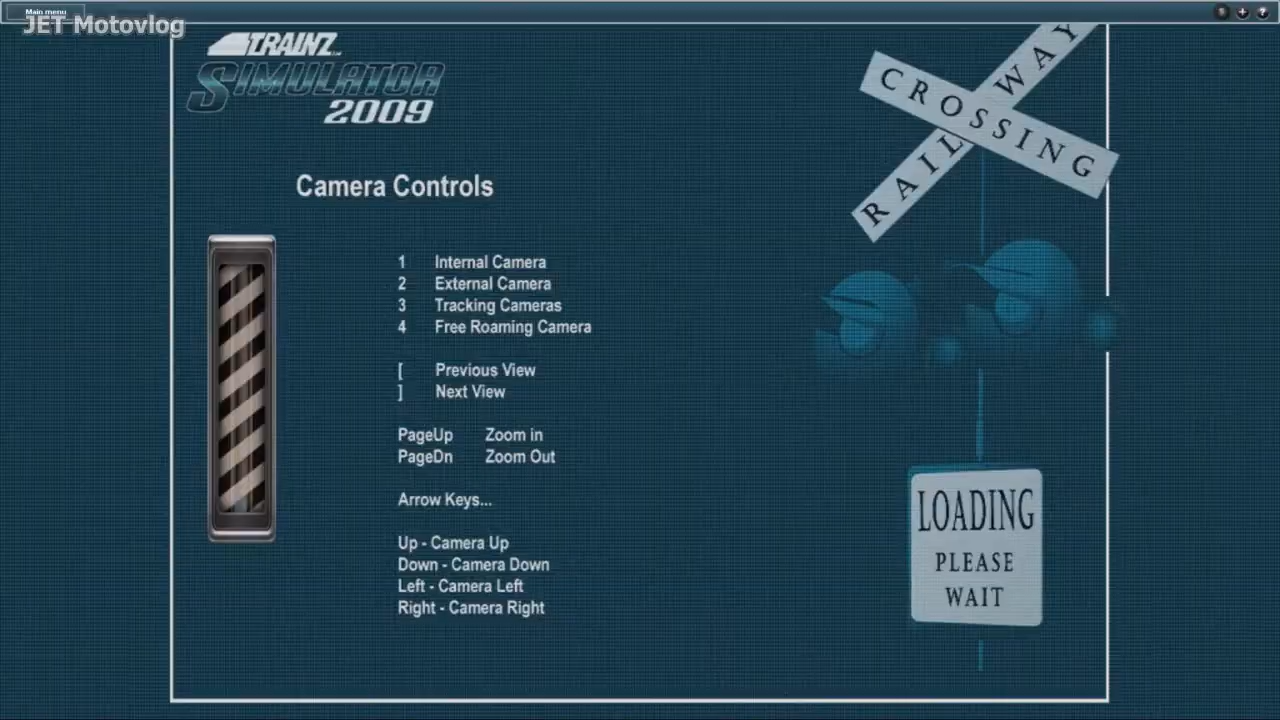 Main menu
JET Motovlog
TRAINZ
SIMULATOR
2009
RAILWAY
CROSSING
Camera Controls
1 Internal Camera
2 External Camera
3 Tracking Cameras
4 Free Roaming Camera
[ Previous View
] Next View
PageUp Zoom in
PageDn Zoom Out
Arrow Keys...
Up - Camera Up
Down - Camera Down
Left - Camera Left
Right - Camera Right
LOADING
PLEASE
WAIT